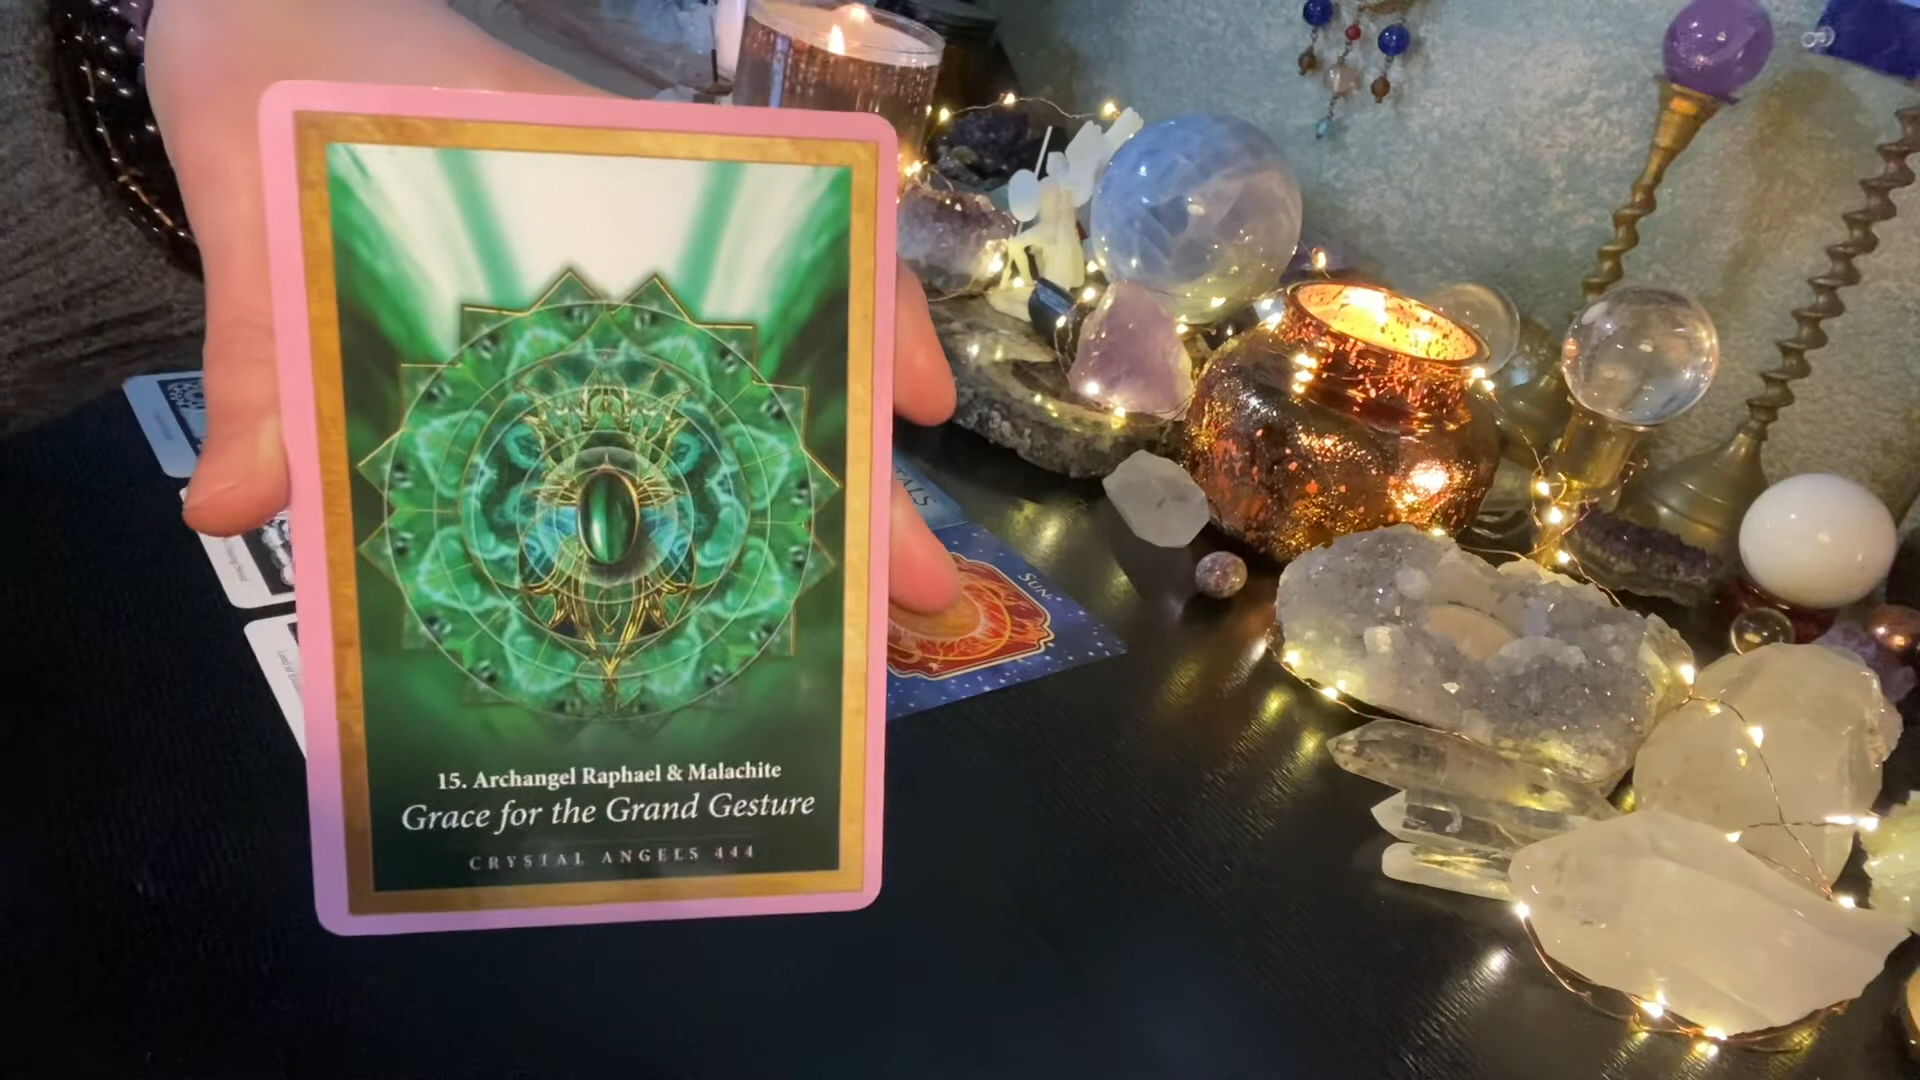 15. Archangel Raphael & Malachite
Grace for the Grand Gesture
CRYSTAL ANGELS 444
SUN